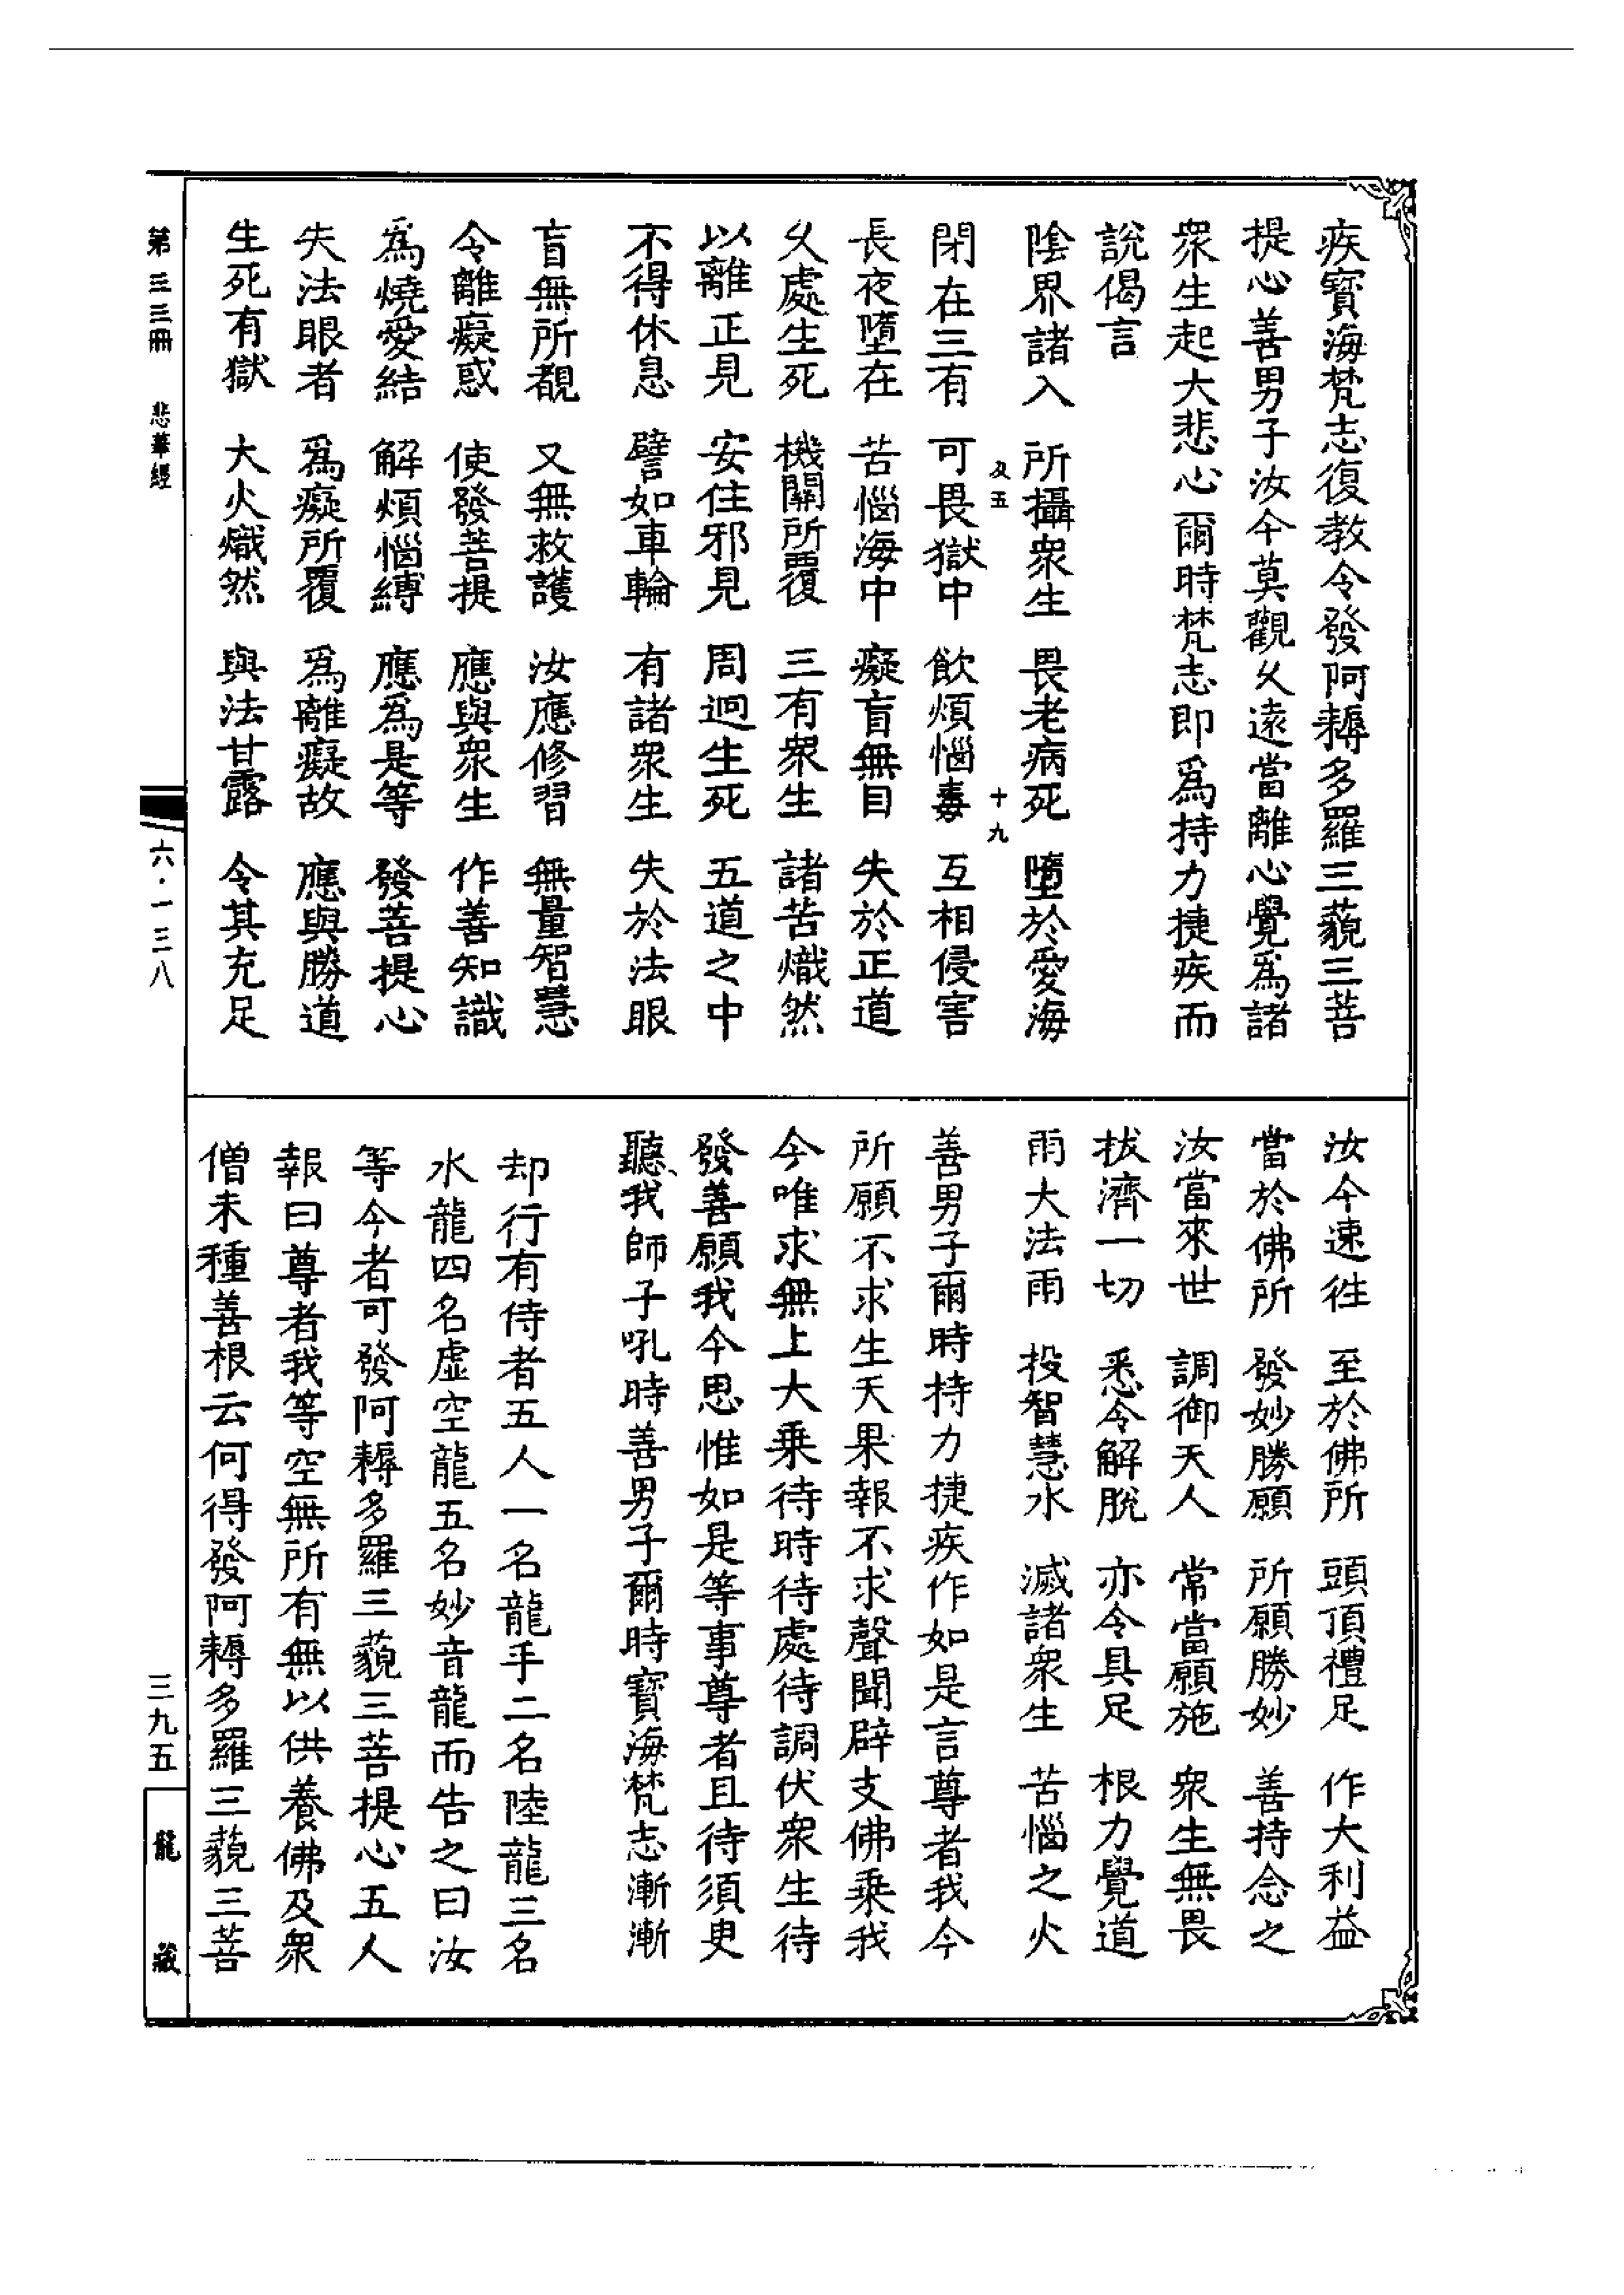 疾寶海梵志復教令發阿耨多羅三藐三菩
提心善男子汝今莫觀久遠當離心覺爲諸
眾生起大悲心爾時梵志即爲持力捷疾而
說偈言
陰界諸入 所攝眾生 畏老病死 墮於愛海
及五 十九
閉在三有 可畏獄中 飲煩惱毒 互相侵害
長夜墮在 苦惱海中 癡盲無目 失於正道
久處生死 機關所覆 三有眾生 諸苦熾然
以離正見 安住邪見 周迴生死 五道之中
不得休息 譬如車輪 有諸眾生 失於法眼
盲無所覩 又無救護 汝應修習 無量智慧
令離癡惑 使發菩提 應與眾生 作善知識
爲燒愛結 解煩惱縛 應爲是等 發菩提心
失法眼者 爲癡所覆 爲離癡故 應與勝道
生死有獄 大火熾然 與法甘露 令其充足
汝今速往 至於佛所 頭頂禮足 作大利益
當於佛所 發妙勝願 所願勝妙 善持念之
汝當來世 調御天人 常當願施 眾生無畏
拔濟一切 悉令解脫 亦令具足 根力覺道
雨大法雨 投智慧水 滅諸眾生 苦惱之火
善男子爾時持力捷疾作如是言尊者我今
所願不求生天果報不求聲聞辟支佛乘我
今唯求無上大乘待時待處待調伏眾生待
發善願我今思惟如是等事尊者且待須臾
聽我師子吼時善男子爾時寶海梵志漸漸
却行有侍者五人一名龍手二名陸龍三名
水龍四名虛空龍五名妙音龍而告之曰汝
等今者可發阿耨多羅三藐三菩提心五人
報曰尊者我等空無所有無以供養佛及眾
僧未種善根云何得發阿耨多羅三藐三菩
第三三冊 悲華經
六·一三八
三九五
龍藏